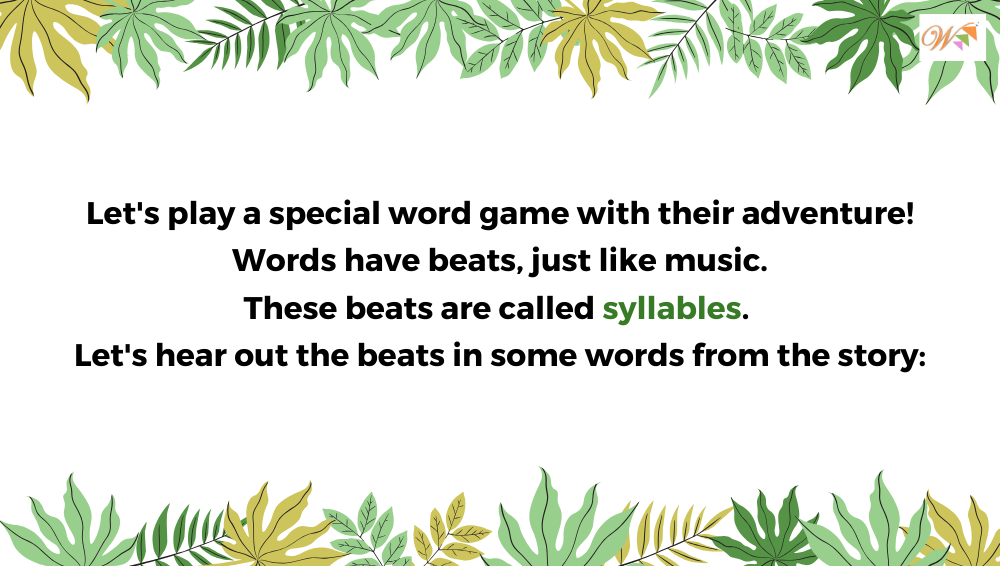 W
Let's play a special word game with their adventure!
Words have beats, just like music.
These beats are called syllables.
Let's hear out the beats in some words from the story: